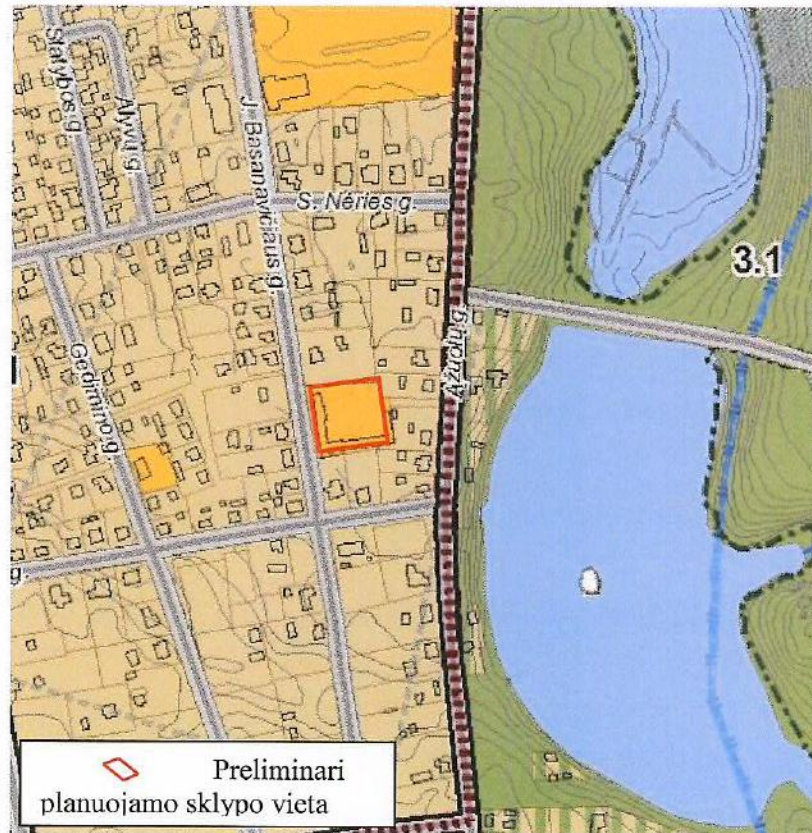 Statybos g.
Alyvų g.
J. Basanavičiaus g.
S. Nėries g.
3.1
Ąžuolų g.
Gedimino g.
g.
Preliminari
planuojamo sklypo vieta